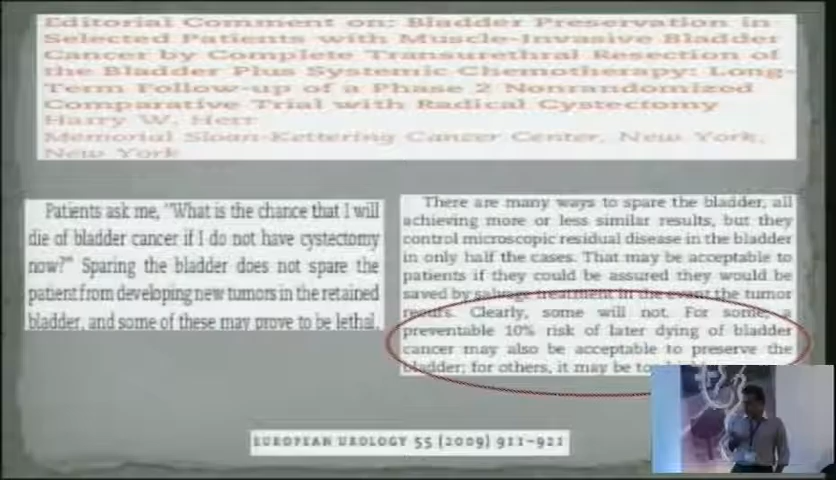 Editorial Comment on: Bladder Preservation in
Selected Patients with Muscle-Invasive Bladder
Cancer by Complete Transurethral Resection of
the Bladder Plus Systemic Chemotherapy: Long-
Term Follow-up of a Phase 2 Nonrandomized
Comparative Trial with Radical Cystectomy
Harry W. Herr
Memorial Sloan-Kettering Cancer Center, New York,
New York
Patients ask me, "What is the chance that I will
die of bladder cancer if I do not have cystectomy
now?" Sparing the bladder does not spare the
patient from developing new tumors in the retained
bladder, and some of these may prove to be lethal.
There are many ways to spare the bladder, all
achieving more or less similar results, but they
control microscopic residual disease in the bladder
in only half the cases. That may be acceptable to
patients if they could be assured they would be
saved by salvage treatment in the event the tumor
recurs. Clearly, some will not. For some, a
preventable 10% risk of later dying of bladder
cancer may also be acceptable to preserve the
bladder; for others, it may be
EUROPEAN UROLOGY 55 (2009) 911–921